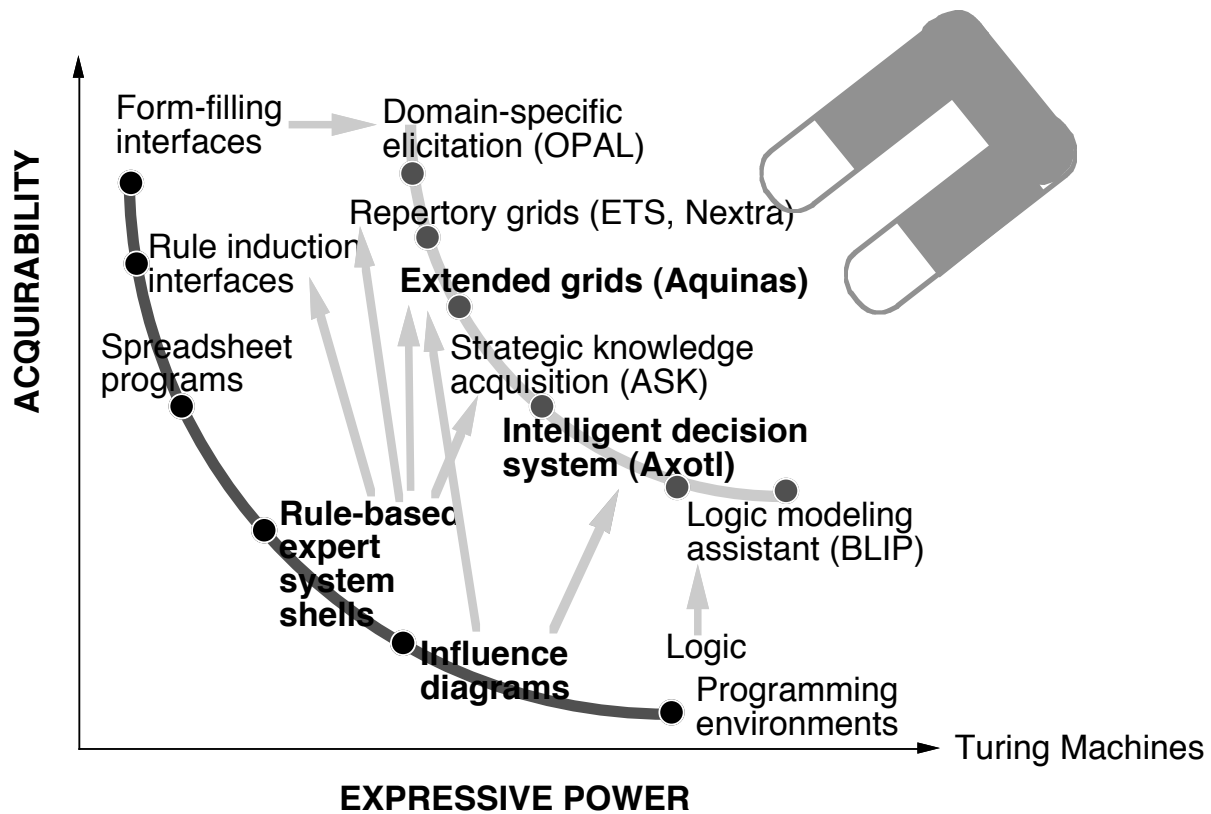 Form-filling
interfaces
Domain-specific
elicitation (OPAL)
Repertory grids (ETS, Nextra)
Rule induction
interfaces
Extended grids (Aquinas)
Spreadsheet
programs
Strategic knowledge
acquisition (ASK)
Intelligent decision
system (Axotl)
Rule-based
expert
system
shells
Logic modeling
assistant (BLIP)
Influence
diagrams
Logic
Programming
environments
Turing Machines
ACQUIRABILITY
EXPRESSIVE POWER